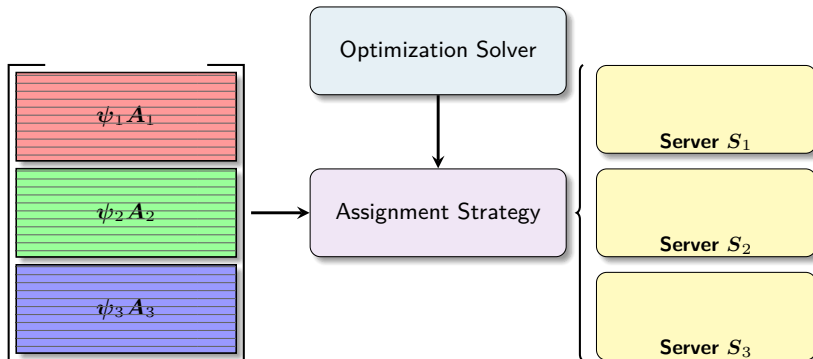 Optimization Solver
ψ₁A₁
Server S₁
ψ₂A₂
Assignment Strategy
Server S₂
ψ₃A₃
Server S₃